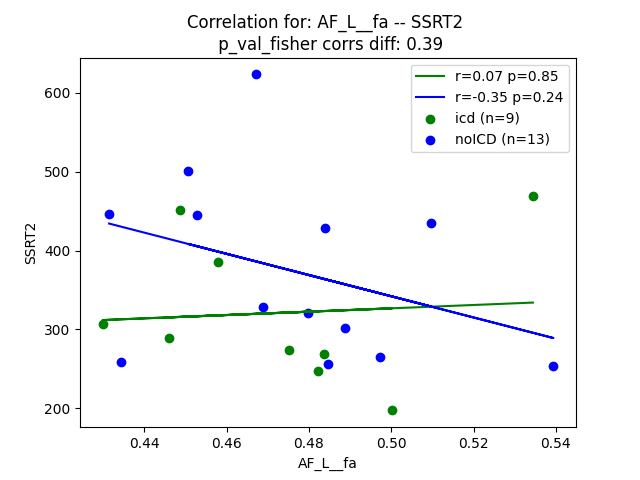 Correlation for: AF_L__fa -- SSRT2
p_val_fisher corrs diff: 0.39
r=0.07 p=0.85
r=-0.35 p=0.24
icd (n=9)
noICD (n=13)
600
500
400
300
200
SSRT2
0.44 0.46 0.48 0.50 0.52 0.54
AF_L__fa